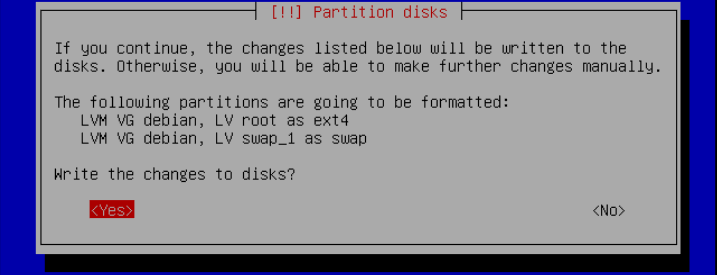 [!!] Partition disks
If you continue, the changes listed below will be written to the
disks. Otherwise, you will be able to make further changes manually.
The following partitions are going to be formatted:
LVM VG debian, LV root as ext4
LVM VG debian, LV swap_1 as swap
Write the changes to disks?
<Yes> <No>